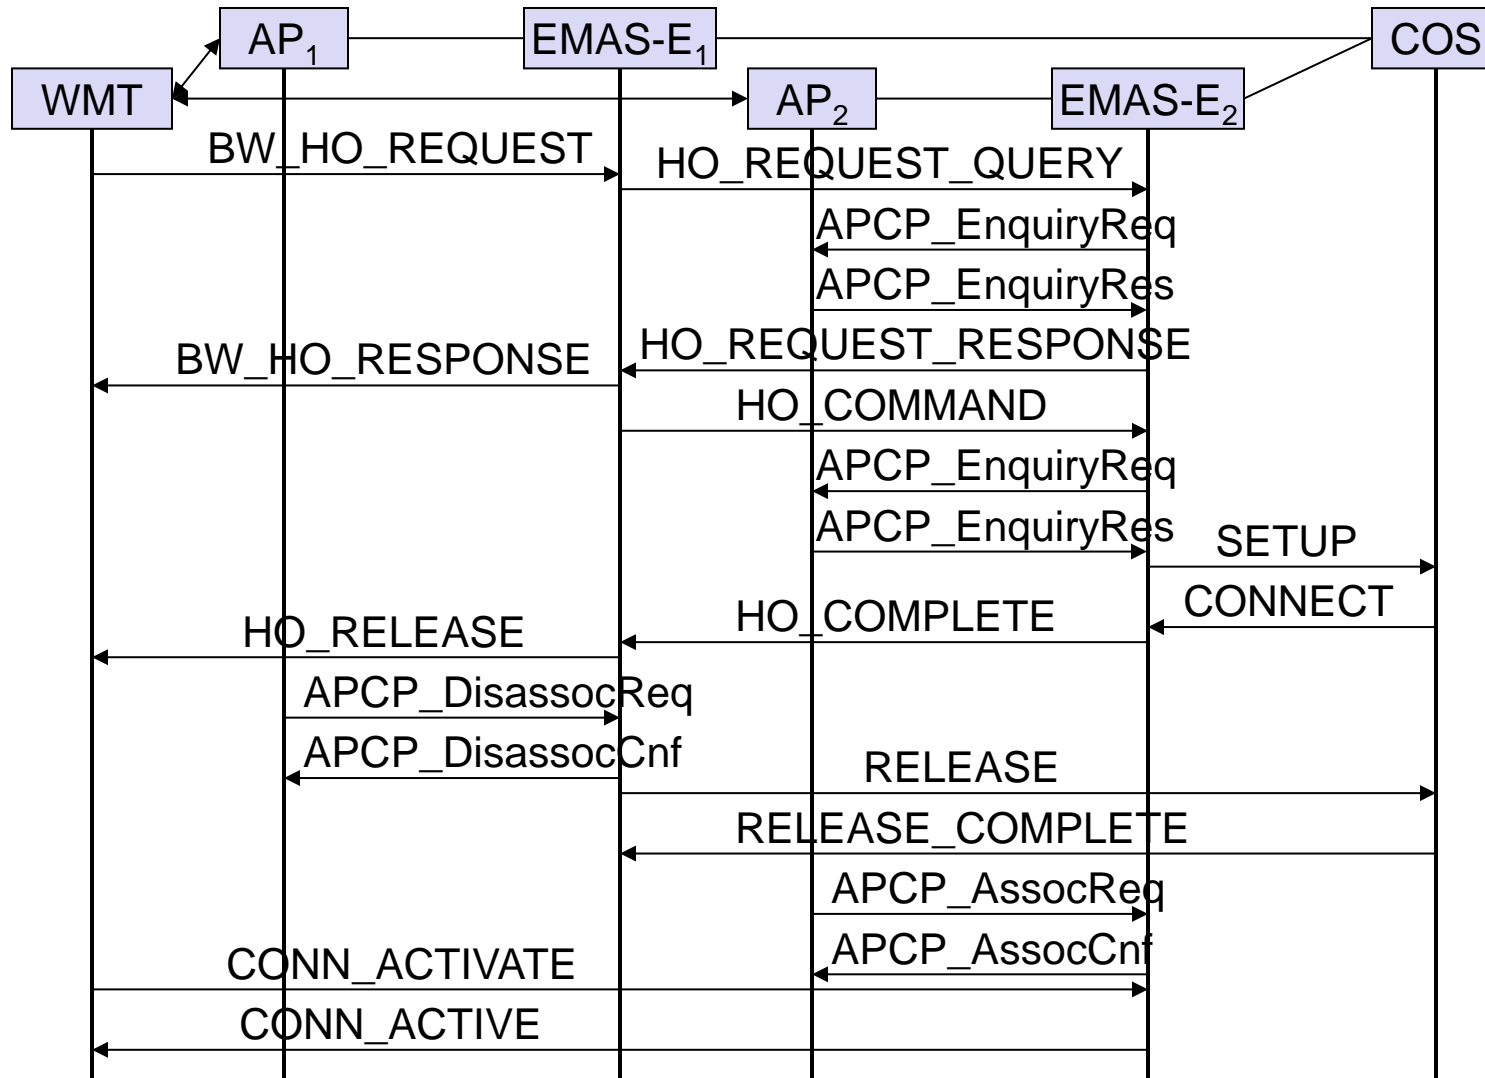 AP1 EMAS-E1 COS
WMT AP2 EMAS-E2
BW_HO_REQUEST
HO_REQUEST_QUERY
APCP_EnquiryReq
APCP_EnquiryRes
HO_REQUEST_RESPONSE
BW_HO_RESPONSE
HO_COMMAND
APCP_EnquiryReq
APCP_EnquiryRes
SETUP
CONNECT
HO_COMPLETE
HO_RELEASE
APCP_DisassocReq
APCP_DisassocCnf
RELEASE
RELEASE_COMPLETE
APCP_AssocReq
APCP_AssocCnf
CONN_ACTIVATE
CONN_ACTIVE